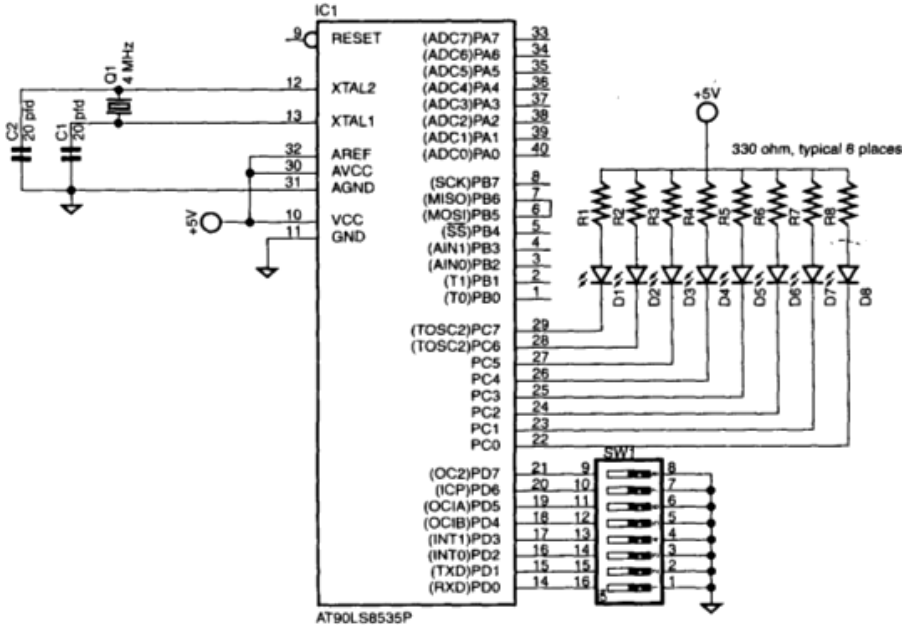 IC1
9 RESET
12 XTAL2
13 XTAL1
32 AREF
30 AVCC
31 AGND
10 VCC
11 GND
Q1
4 MHz
C2
20 pfd
C1
20 pfd
+5V
(ADC7)PA7 33
(ADC6)PA6 34
(ADC5)PA5 35
(ADC4)PA4 36
(ADC3)PA3 37
(ADC2)PA2 38
(ADC1)PA1 39
(ADC0)PA0 40
(SCK)PB7 8
(MISO)PB6 7
(MOSI)PB5 6
(SS)PB4 5
(AIN1)PB3 4
(AIN0)PB2 3
(T1)PB1 2
(T0)PB0 1
(TOSC2)PC7 29
(TOSC2)PC6 28
PC5 27
PC4 26
PC3 25
PC2 24
PC1 23
PC0 22
+5V
330 ohm, typical 8 places
R1 R2 R3 R4 R5 R6 R7 R8
D1 D2 D3 D4 D5 D6 D7 D8
SW1
(OC2)PD7 21 9 8
(ICP)PD6 20 10 7
(OCIA)PD5 19 11 6
(OCIB)PD4 18 12 5
(INT1)PD3 17 13 4
(INT0)PD2 16 14 3
(TXD)PD1 15 15 2
(RXD)PD0 14 16 1
AT90LS8535P